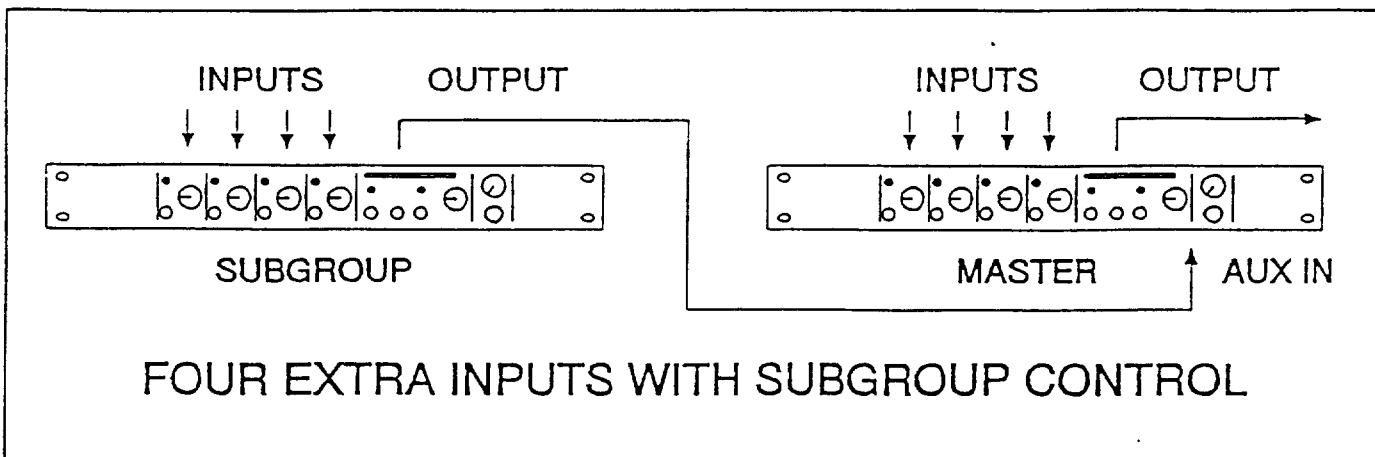 INPUTS OUTPUT INPUTS OUTPUT
SUBGROUP MASTER AUX IN
FOUR EXTRA INPUTS WITH SUBGROUP CONTROL